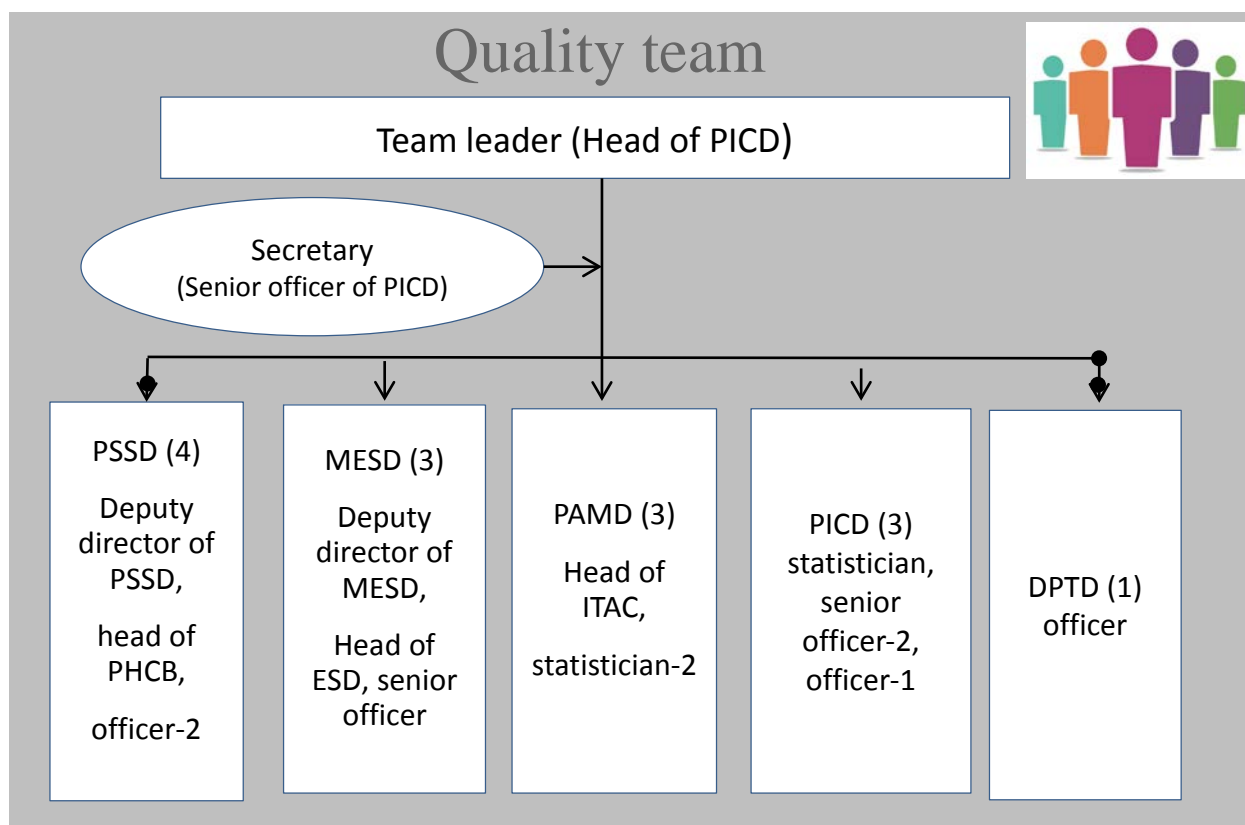 Quality team
Team leader (Head of PICD)
Secretary
(Senior officer of PICD)
PSSD (4)
Deputy
director of
PSSD,
head of
PHCB,
officer-2
MESD (3)
Deputy
director of
MESD,
Head of
ESD, senior
officer
PAMD (3)
Head of
ITAC,
statistician-2
PICD (3)
statistician,
senior
officer-2,
officer-1
DPTD (1)
officer